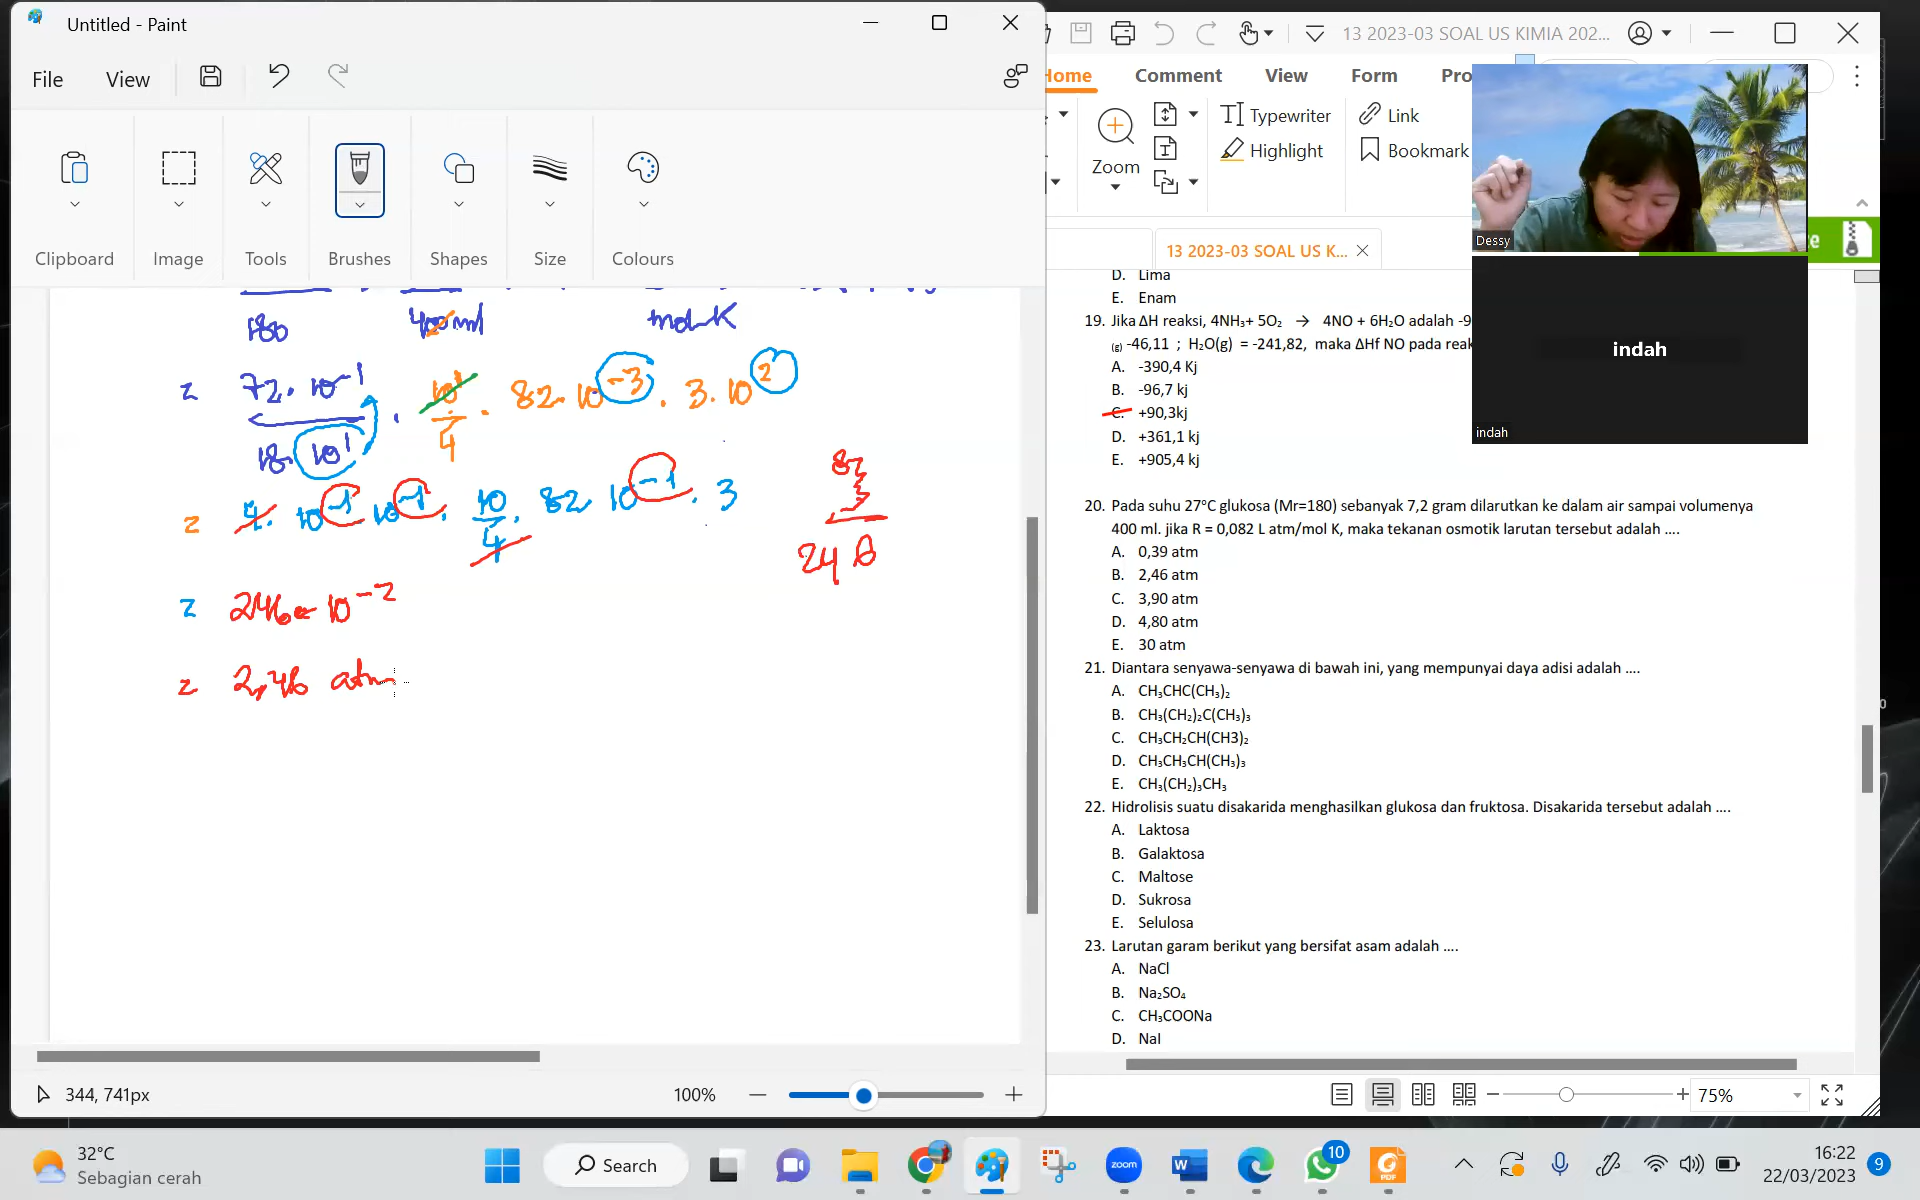 Untitled - Paint
File View
Clipboard Image Tools Brushes Shapes Size Colours
180 400 ml mol K
= 72 . 10⁻¹ . 10¹ . 82 . 10⁻³ . 3 . 10²
18 . 10¹ 4
= 4 . 10⁻¹ 10⁻¹ . 10 . 82 10⁻¹ . 3
4
82
3
246
= 246 10⁻²
= 2,46 atm
344, 741px
100%
13 2023-03 SOAL US KIMIA 202...
Home Comment View Form Pro
Typewriter Link
Zoom Highlight Bookmark
13 2023-03 SOAL US K...
Dessy
indah
indah
D. Lima
E. Enam
19. Jika ΔH reaksi, 4NH₃+ 5O₂ → 4NO + 6H₂O adalah -9
(g) -46,11 ; H₂O(g) = -241,82, maka ΔHf NO pada reak
A. -390,4 Kj
B. -96,7 kj
C. +90,3kj
D. +361,1 kj
E. +905,4 kj
20. Pada suhu 27°C glukosa (Mr=180) sebanyak 7,2 gram dilarutkan ke dalam air sampai volumenya
400 ml. jika R = 0,082 L atm/mol K, maka tekanan osmotik larutan tersebut adalah ....
A. 0,39 atm
B. 2,46 atm
C. 3,90 atm
D. 4,80 atm
E. 30 atm
21. Diantara senyawa-senyawa di bawah ini, yang mempunyai daya adisi adalah ....
A. CH₃CHC(CH₃)₂
B. CH₃(CH₂)₂C(CH₃)₃
C. CH₃CH₂CH(CH3)₂
D. CH₃CH₃CH(CH₃)₃
E. CH₃(CH₂)₃CH₃
22. Hidrolisis suatu disakarida menghasilkan glukosa dan fruktosa. Disakarida tersebut adalah ....
A. Laktosa
B. Galaktosa
C. Maltose
D. Sukrosa
E. Selulosa
23. Larutan garam berikut yang bersifat asam adalah ....
A. NaCl
B. Na₂SO₄
C. CH₃COONa
D. NaI
75%
32°C
Sebagian cerah
Search
zoom
10
16:22
22/03/2023
9